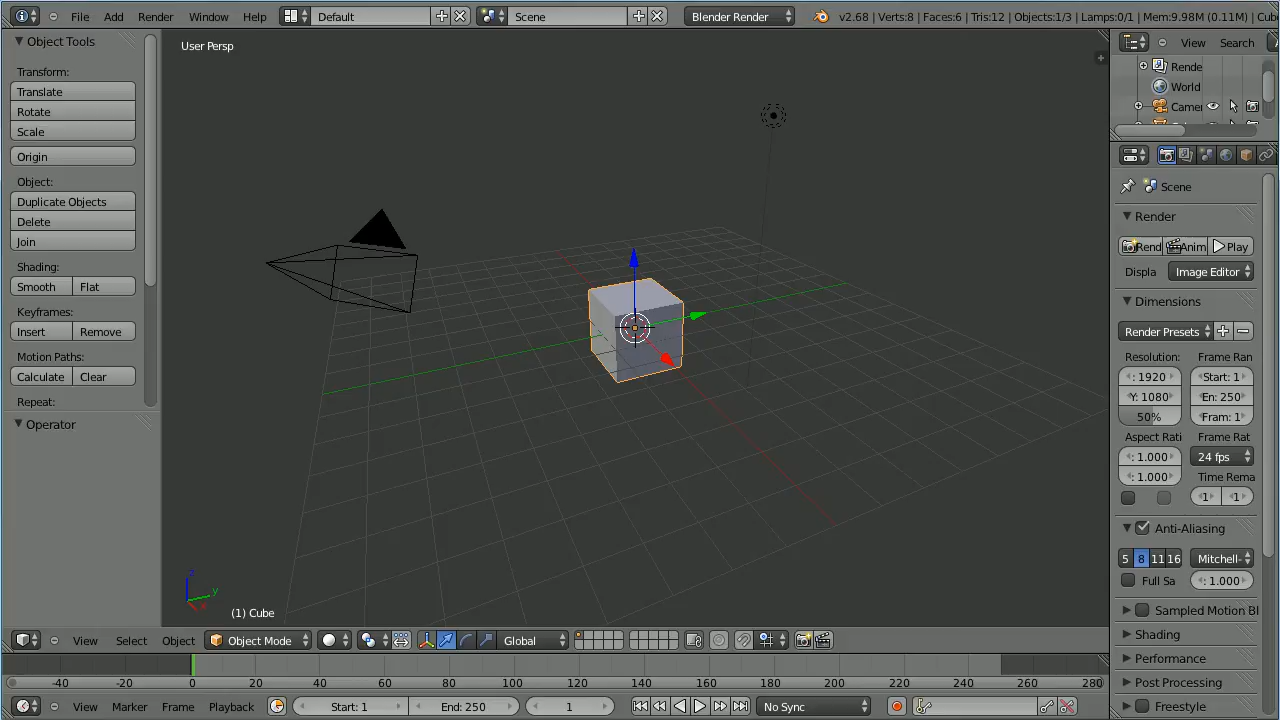 File Add Render Window Help Default Scene Blender Render v2.68 | Verts:8 | Faces:6 | Tris:12 | Objects:1/3 | Lamps:0/1 | Mem:9.98M (0.11M) | Cube
Object Tools
Transform:
Translate
Rotate
Scale
Origin
Object:
Duplicate Objects
Delete
Join
Shading:
Smooth Flat
Keyframes:
Insert Remove
Motion Paths:
Calculate Clear
Repeat:
Operator
User Persp
z
y
x
(1) Cube
View Search
Rende
World
Camer
Scene
Render
Rend Anim Play
Displa Image Editor
Dimensions
Render Presets
Resolution: Frame Ran
: 1920 Start: 1
Y: 1080 En: 250
50% Fram: 1
Aspect Rati Frame Rat
: 1.000 24 fps
: 1.000 Time Rema
: 1 : 1
Anti-Aliasing
5 8 11 16 Mitchell-
Full Sa : 1.000
Sampled Motion Bl
Shading
Performance
Post Processing
Freestyle
View Select Object Object Mode Global
-40 -20 0 20 40 60 80 100 120 140 160 180 200 220 240 260 280
View Marker Frame Playback Start: 1 End: 250 1 No Sync